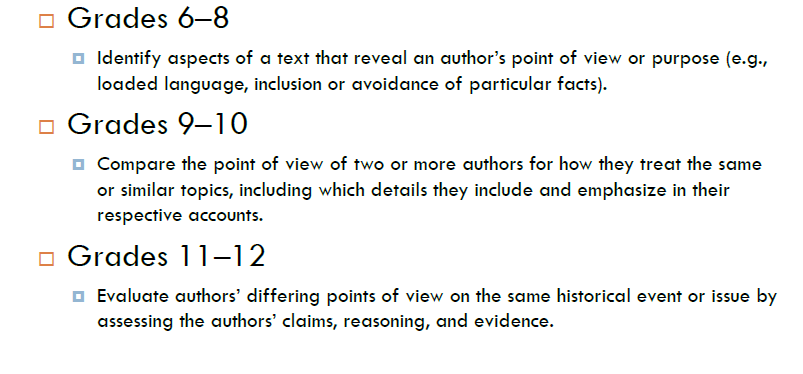 Grades 6–8
Identify aspects of a text that reveal an author’s point of view or purpose (e.g.,
loaded language, inclusion or avoidance of particular facts).
Grades 9–10
Compare the point of view of two or more authors for how they treat the same
or similar topics, including which details they include and emphasize in their
respective accounts.
Grades 11–12
Evaluate authors’ differing points of view on the same historical event or issue by
assessing the authors’ claims, reasoning, and evidence.